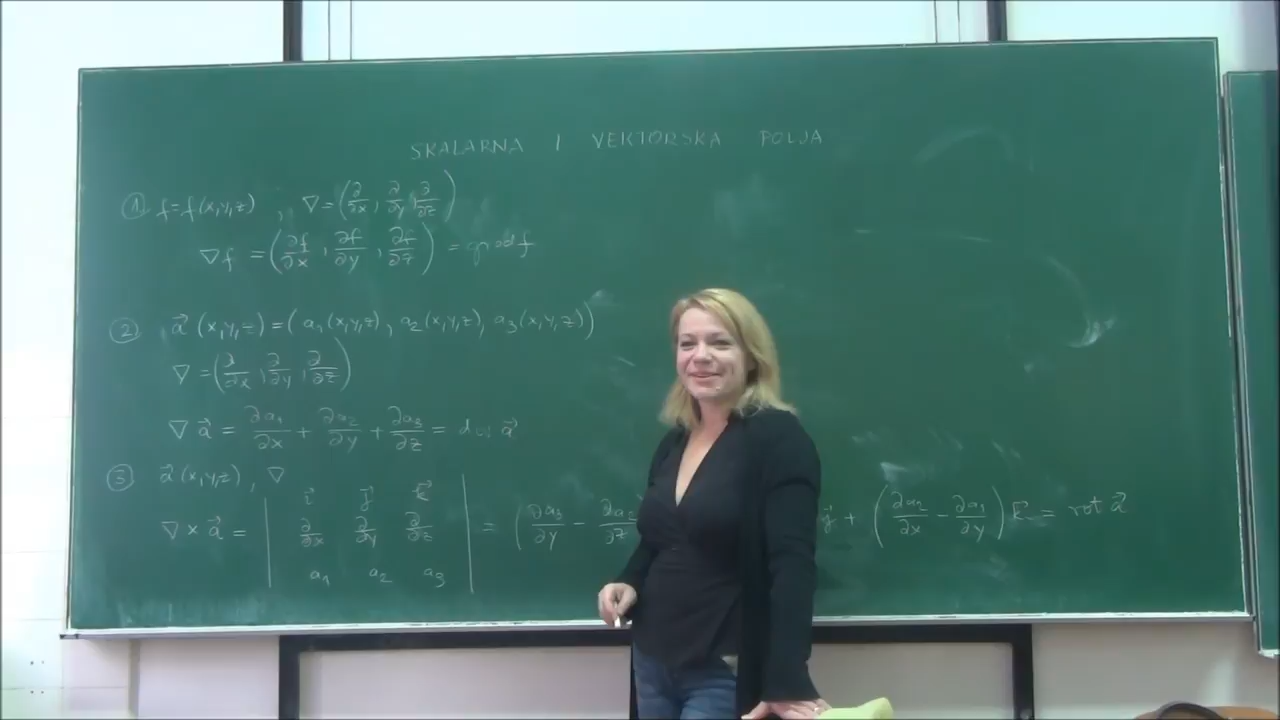 SKALARNA I VEKTORSKA POLJA
① f=f(x,y,z) , ∇=(∂/∂x, ∂/∂y, ∂/∂z)
∇f = (∂f/∂x, ∂f/∂y, ∂f/∂z) = grad f
② a⃗ (x,y,z) = ( a₁(x,y,z), a₂(x,y,z), a₃(x,y,z))
∇ = (∂/∂x, ∂/∂y, ∂/∂z)
∇ a⃗ = ∂a₁/∂x + ∂a₂/∂y + ∂a₃/∂z = div a⃗
③ a⃗ (x,y,z) , ∇
∇ × a⃗ = | i⃗ j⃗ k⃗ ∂/∂x ∂/∂y ∂/∂z a₁ a₂ a₃ | = (∂a₃/∂y − ∂a₂/∂z j⃗ + (∂a₂/∂x − ∂a₁/∂y) k⃗ = rot a⃗